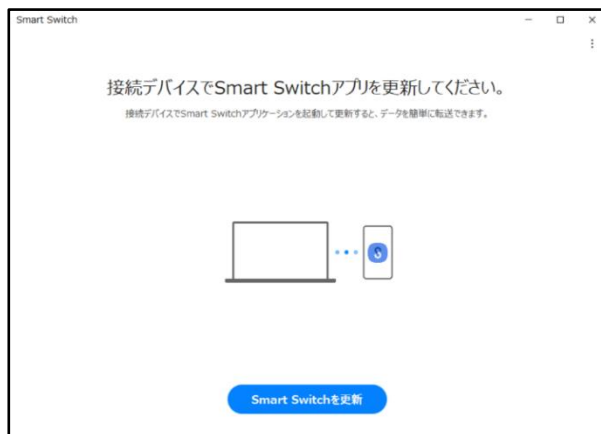 Smart Switch
接続デバイスでSmart Switchアプリを更新してください。
接続デバイスでSmart Switchアプリケーションを起動して更新すると、データを簡単に転送できます。
Smart Switchを更新